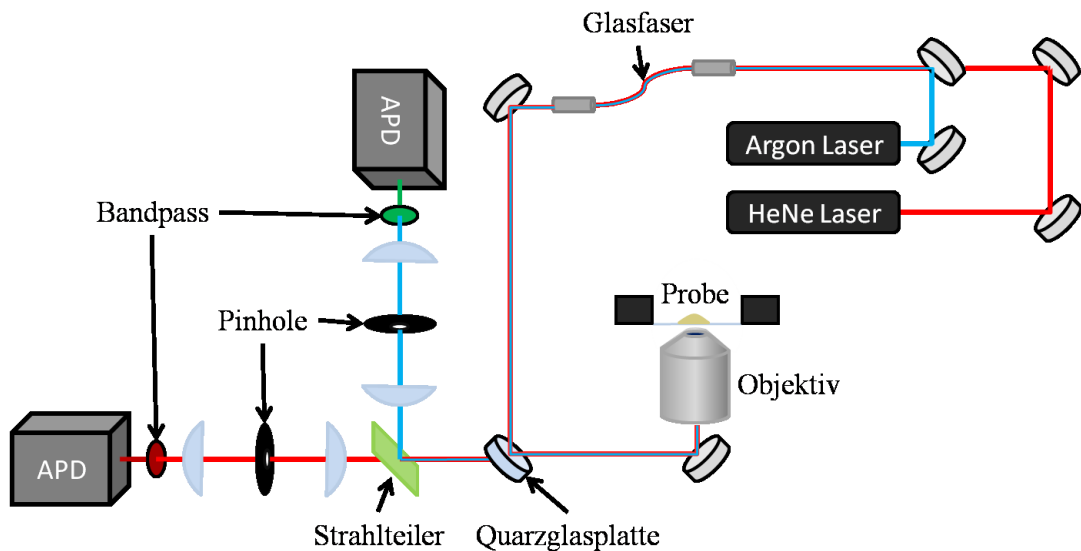 Glasfaser
APD
Argon Laser
Bandpass
HeNe Laser
Probe
Pinhole
Objektiv
APD
Strahlteiler
Quarzglasplatte